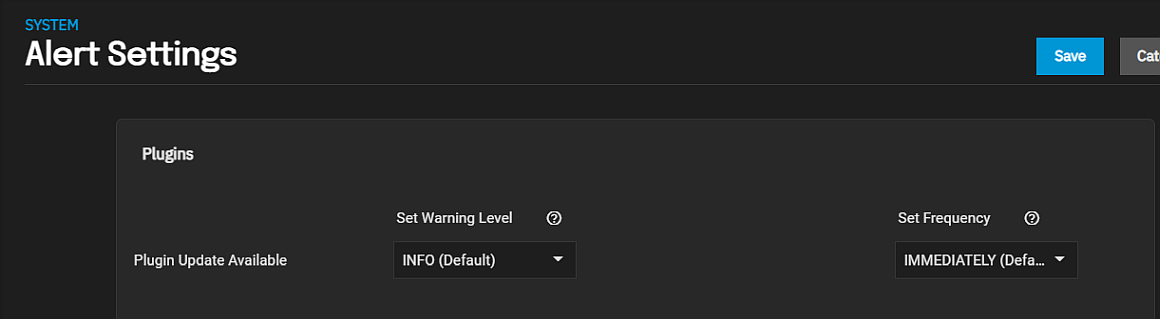 SYSTEM
Alert Settings
Save
Cat
Plugins
Set Warning Level
Set Frequency
Plugin Update Available
INFO (Default)
IMMEDIATELY (Defa...